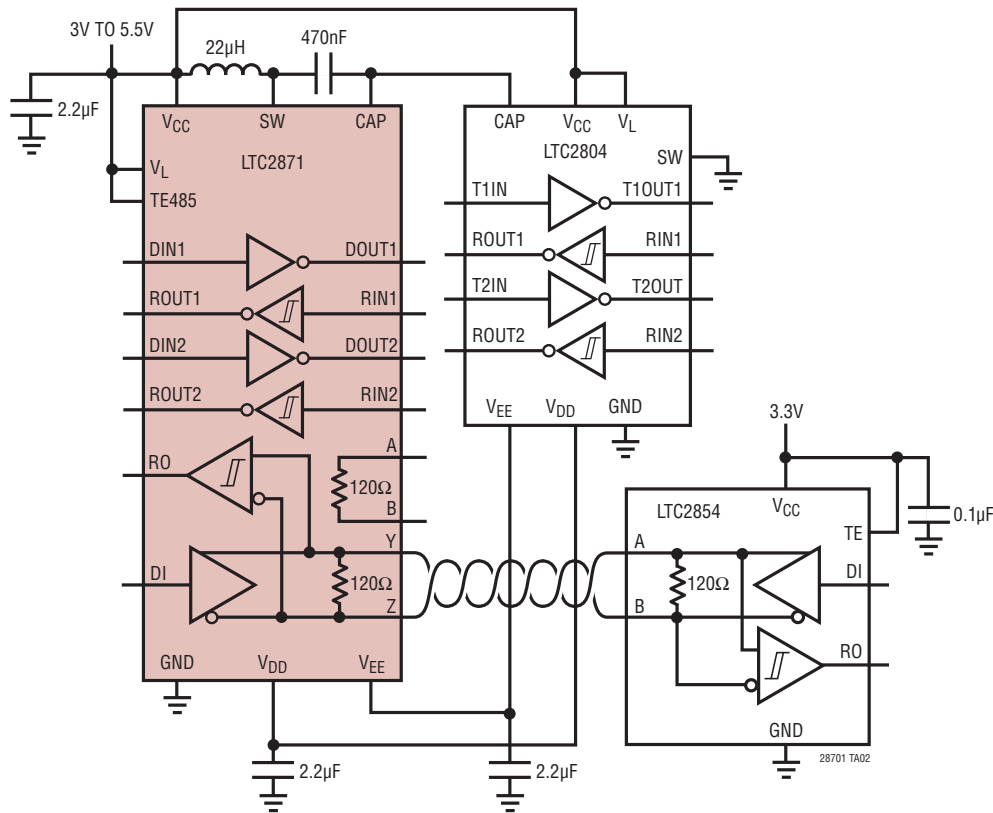 3V TO 5.5V
22µH
470nF
2.2µF
VCC
SW
CAP
LTC2871
VL
TE485
DIN1
DOUT1
ROUT1
RIN1
DIN2
DOUT2
ROUT2
RIN2
RO
A
120Ω
B
Y
DI
120Ω
Z
GND
VDD
VEE
2.2µF
2.2µF
CAP
VCC
VL
LTC2804
SW
T1IN
T1OUT1
ROUT1
RIN1
T2IN
T2OUT
ROUT2
RIN2
VEE
VDD
GND
3.3V
VCC
LTC2854
0.1µF
TE
A
DI
120Ω
B
RO
GND
28701 TA02